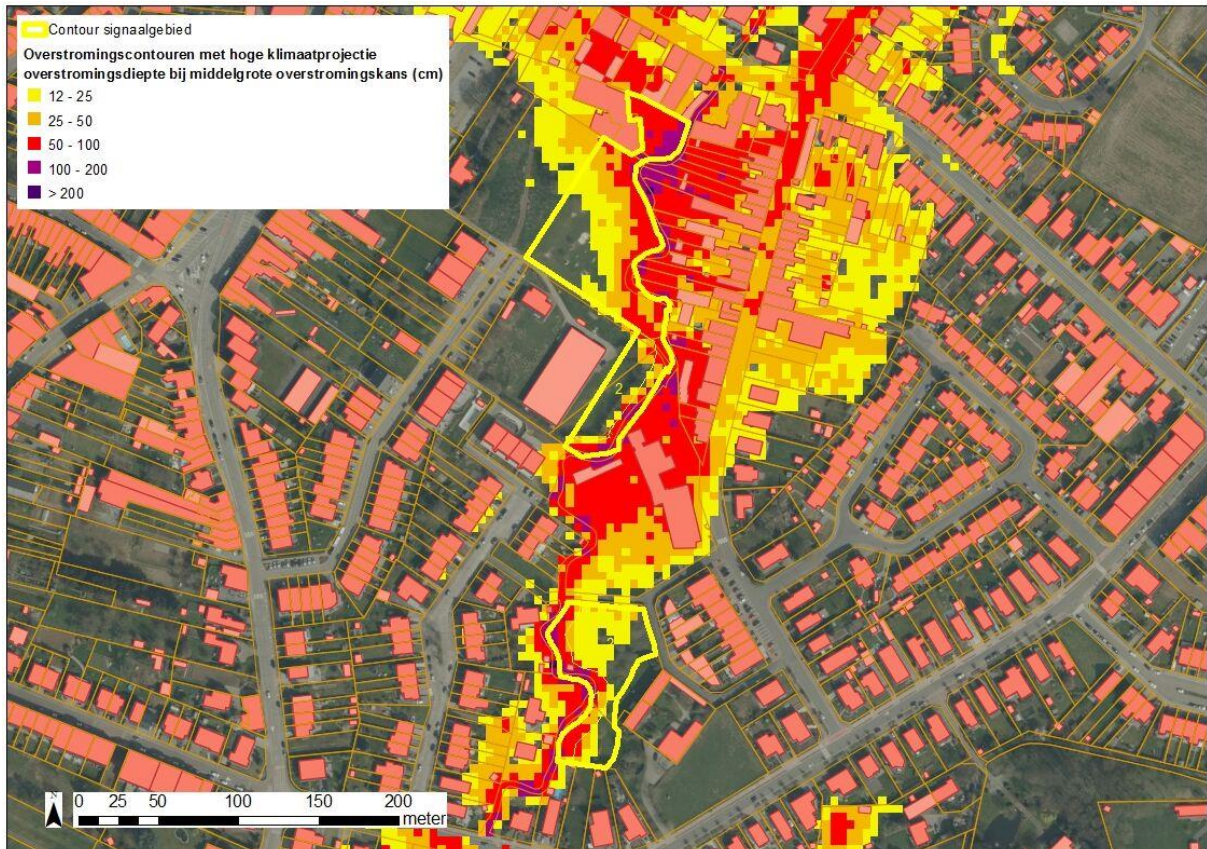 Contour signaalgebied
Overstromingscontouren met hoge klimaatprojectie
overstromingsdiepte bij middelgrote overstromingskans (cm)
12 - 25
25 - 50
50 - 100
100 - 200
> 200
2
N
0 25 50 100 150 200
meter